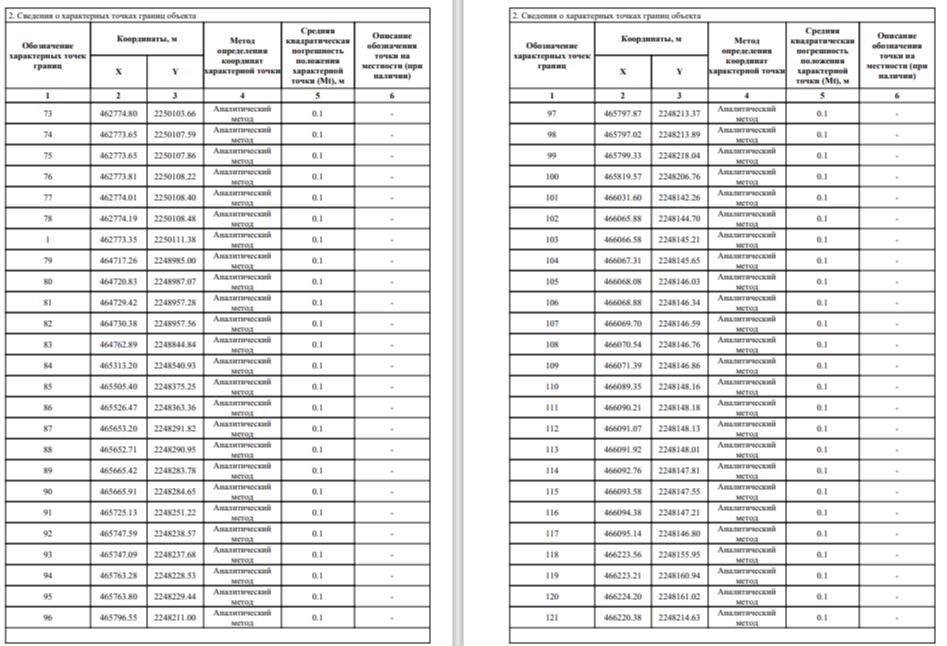 2. Сведения о характерных точках границ объекта
Обозначение характерных точек границ Координаты, м Метод определения координат характерной точки Средняя квадратическая погрешность положения характерной точки (Mt), м Описание обозначения точки на местности (при наличии)
X Y
1 2 3 4 5 6
73 462774.80 2250103.66 Аналитический метод 0.1 -
74 462773.65 2250107.59 Аналитический метод 0.1 -
75 462773.65 2250107.86 Аналитический метод 0.1 -
76 462773.81 2250108.22 Аналитический метод 0.1 -
77 462774.01 2250108.40 Аналитический метод 0.1 -
78 462774.19 2250108.48 Аналитический метод 0.1 -
1 462773.35 2250111.38 Аналитический метод 0.1 -
79 464717.26 2248985.00 Аналитический метод 0.1 -
80 464720.83 2248987.07 Аналитический метод 0.1 -
81 464729.42 2248957.28 Аналитический метод 0.1 -
82 464730.38 2248957.56 Аналитический метод 0.1 -
83 464762.89 2248844.84 Аналитический метод 0.1 -
84 465313.20 2248540.93 Аналитический метод 0.1 -
85 465505.40 2248375.25 Аналитический метод 0.1 -
86 465526.47 2248363.36 Аналитический метод 0.1 -
87 465653.20 2248291.82 Аналитический метод 0.1 -
88 465652.71 2248290.95 Аналитический метод 0.1 -
89 465665.42 2248283.78 Аналитический метод 0.1 -
90 465665.91 2248284.65 Аналитический метод 0.1 -
91 465725.13 2248251.22 Аналитический метод 0.1 -
92 465747.59 2248238.57 Аналитический метод 0.1 -
93 465747.09 2248237.68 Аналитический метод 0.1 -
94 465763.28 2248228.53 Аналитический метод 0.1 -
95 465763.80 2248229.44 Аналитический метод 0.1 -
96 465796.55 2248211.00 Аналитический метод 0.1 -
2. Сведения о характерных точках границ объекта
Обозначение характерных точек границ Координаты, м Метод определения координат характерной точки Средняя квадратическая погрешность положения характерной точки (Mt), м Описание обозначения точки на местности (при наличии)
X Y
1 2 3 4 5 6
97 465797.87 2248213.37 Аналитический метод 0.1 -
98 465797.02 2248213.89 Аналитический метод 0.1 -
99 465799.33 2248218.04 Аналитический метод 0.1 -
100 465819.57 2248206.76 Аналитический метод 0.1 -
101 466031.60 2248142.26 Аналитический метод 0.1 -
102 466065.88 2248144.70 Аналитический метод 0.1 -
103 466066.58 2248145.21 Аналитический метод 0.1 -
104 466067.31 2248145.65 Аналитический метод 0.1 -
105 466068.08 2248146.03 Аналитический метод 0.1 -
106 466068.88 2248146.34 Аналитический метод 0.1 -
107 466069.70 2248146.59 Аналитический метод 0.1 -
108 466070.54 2248146.76 Аналитический метод 0.1 -
109 466071.39 2248146.86 Аналитический метод 0.1 -
110 466089.35 2248148.16 Аналитический метод 0.1 -
111 466090.21 2248148.18 Аналитический метод 0.1 -
112 466091.07 2248148.13 Аналитический метод 0.1 -
113 466091.92 2248148.01 Аналитический метод 0.1 -
114 466092.76 2248147.81 Аналитический метод 0.1 -
115 466093.58 2248147.55 Аналитический метод 0.1 -
116 466094.38 2248147.21 Аналитический метод 0.1 -
117 466095.14 2248146.80 Аналитический метод 0.1 -
118 466223.56 2248155.95 Аналитический метод 0.1 -
119 466223.21 2248160.94 Аналитический метод 0.1 -
120 466224.20 2248161.02 Аналитический метод 0.1 -
121 466220.38 2248214.63 Аналитический метод 0.1 -